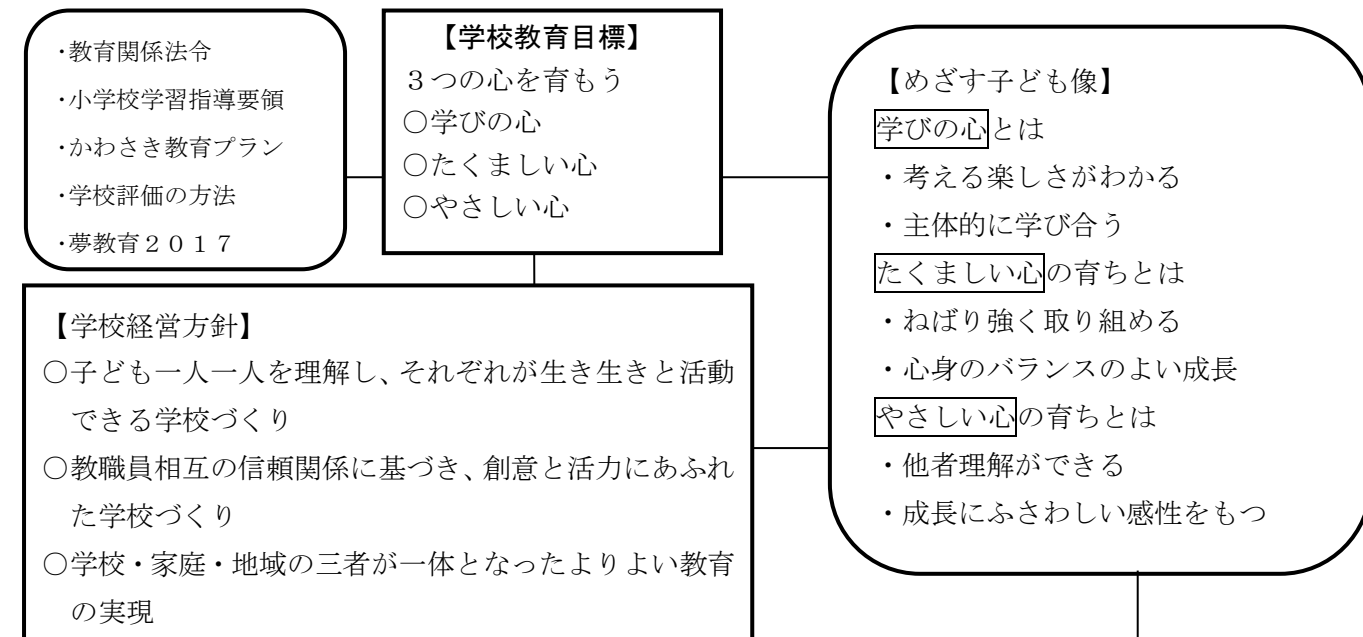 ・教育関係法令
・小学校学習指導要領
・かわさき教育プラン
・学校評価の方法
・夢教育２０１７
【学校教育目標】
３つの心を育もう
○学びの心
○たくましい心
○やさしい心
【めざす子ども像】
学びの心とは
・考える楽しさがわかる
・主体的に学び合う
たくましい心の育ちとは
・ねばり強く取り組める
・心身のバランスのよい成長
やさしい心の育ちとは
・他者理解ができる
・成長にふさわしい感性をもつ
【学校経営方針】
○子ども一人一人を理解し、それぞれが生き生きと活動
できる学校づくり
○教職員相互の信頼関係に基づき、創意と活力にあふれ
た学校づくり
○学校・家庭・地域の三者が一体となったよりよい教育
の実現